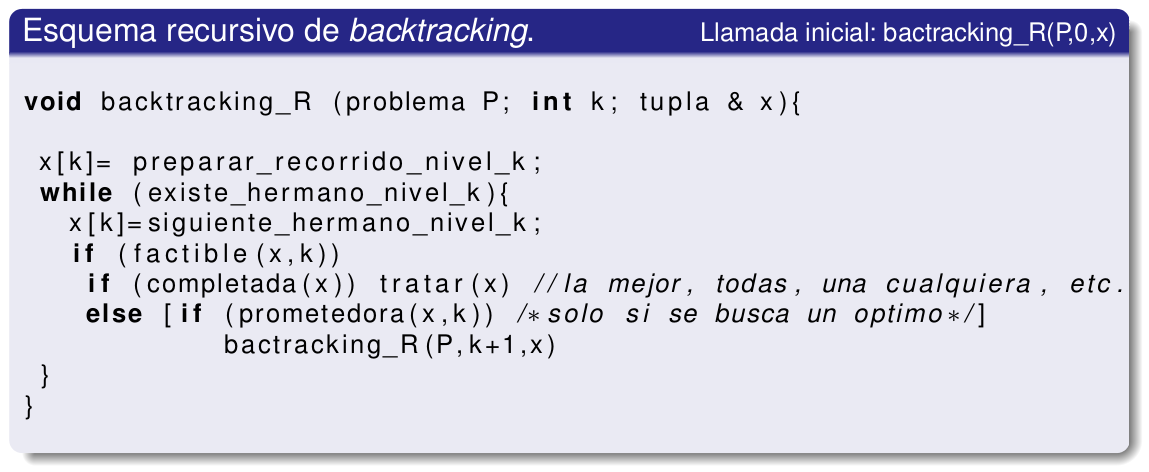 Esquema recursivo de backtracking. Llamada inicial: bactracking_R(P,0,x)
void backtracking_R (problema P; int k; tupla & x){
x[k]= preparar_recorrido_nivel_k;
while (existe_hermano_nivel_k){
x[k]=siguiente_hermano_nivel_k;
if (factible(x,k))
if (completada(x)) tratar(x) //la mejor, todas, una cualquiera, etc.
else [if (prometedora(x,k)) /*solo si se busca un optimo*/]
bactracking_R(P,k+1,x)
}
}